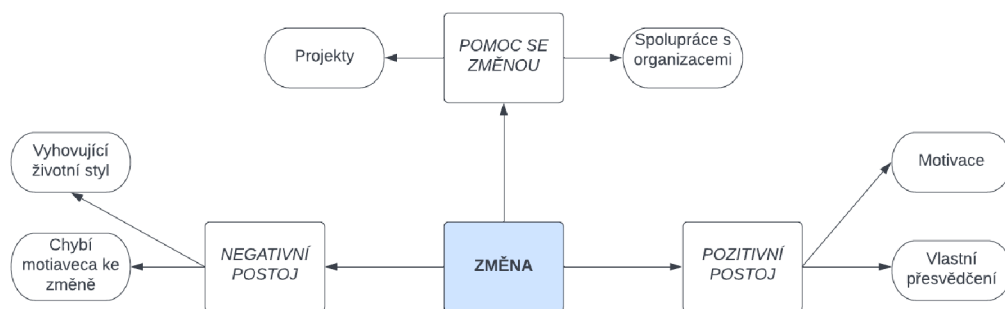 Projekty
POMOC SE
ZMĚNOU
Spolupráce s
organizacemi
Vyhovující
životní styl
Motivace
Chybí
motiaveca ke
změně
NEGATIVNÍ
POSTOJ
ZMĚNA
POZITIVNÍ
POSTOJ
Vlastní
přesvědčení